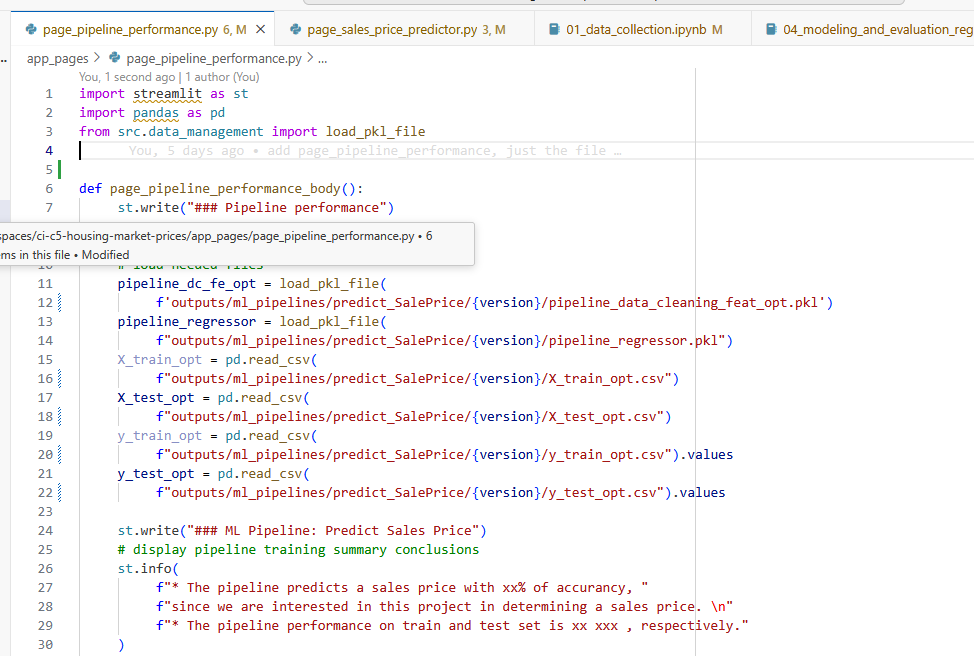 page_pipeline_performance.py 6, M
page_sales_price_predictor.py 3, M
01_data_collection.ipynb M
04_modeling_and_evaluation_reg
app_pages > page_pipeline_performance.py > ...
You, 1 second ago | 1 author (You)
1 import streamlit as st
2 import pandas as pd
3 from src.data_management import load_pkl_file
4 You, 5 days ago • add page_pipeline_performance, just the file …
5
6 def page_pipeline_performance_body():
7 st.write("### Pipeline performance")
spaces/ci-c5-housing-market-prices/app_pages/page_pipeline_performance.py • 6
ems in this file • Modified
10 # load needed files
11 pipeline_dc_fe_opt = load_pkl_file(
12 f'outputs/ml_pipelines/predict_SalePrice/{version}/pipeline_data_cleaning_feat_opt.pkl')
13 pipeline_regressor = load_pkl_file(
14 f"outputs/ml_pipelines/predict_SalePrice/{version}/pipeline_regressor.pkl")
15 X_train_opt = pd.read_csv(
16 f"outputs/ml_pipelines/predict_SalePrice/{version}/X_train_opt.csv")
17 X_test_opt = pd.read_csv(
18 f"outputs/ml_pipelines/predict_SalePrice/{version}/X_test_opt.csv")
19 y_train_opt = pd.read_csv(
20 f"outputs/ml_pipelines/predict_SalePrice/{version}/y_train_opt.csv").values
21 y_test_opt = pd.read_csv(
22 f"outputs/ml_pipelines/predict_SalePrice/{version}/y_test_opt.csv").values
23
24 st.write("### ML Pipeline: Predict Sales Price")
25 # display pipeline training summary conclusions
26 st.info(
27 f"* The pipeline predicts a sales price with xx% of accurancy, "
28 f"since we are interested in this project in determining a sales price. \n"
29 f"* The pipeline performance on train and test set is xx xxx , respectively."
30 )